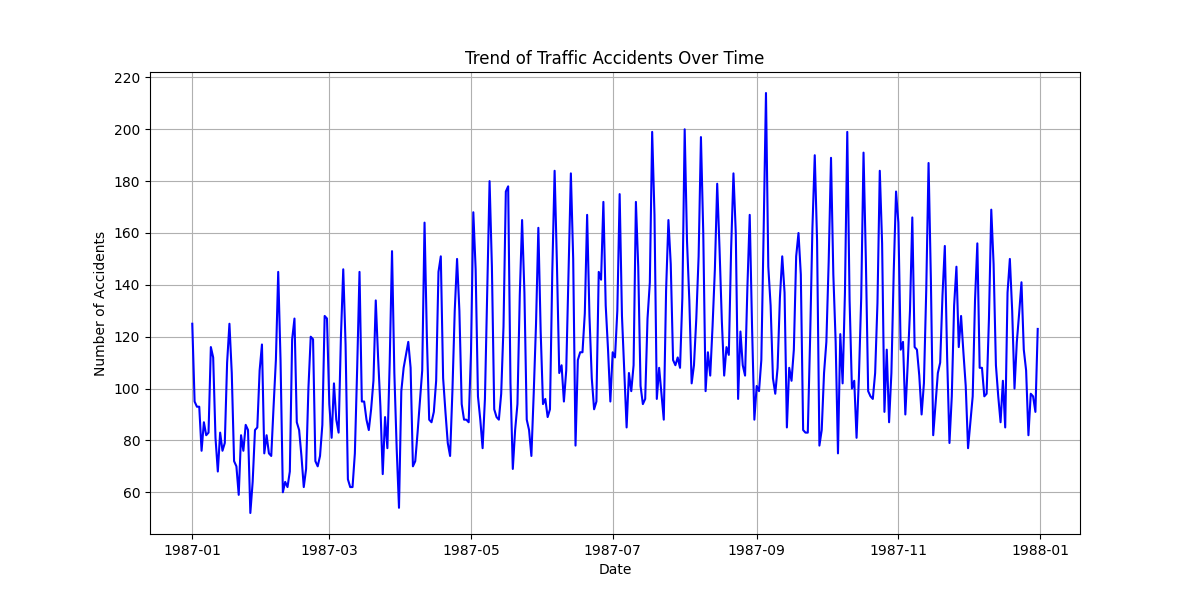 Trend of Traffic Accidents Over Time
Number of Accidents
220
200
180
160
140
120
100
80
60
1987-01 1987-03 1987-05 1987-07 1987-09 1987-11 1988-01
Date